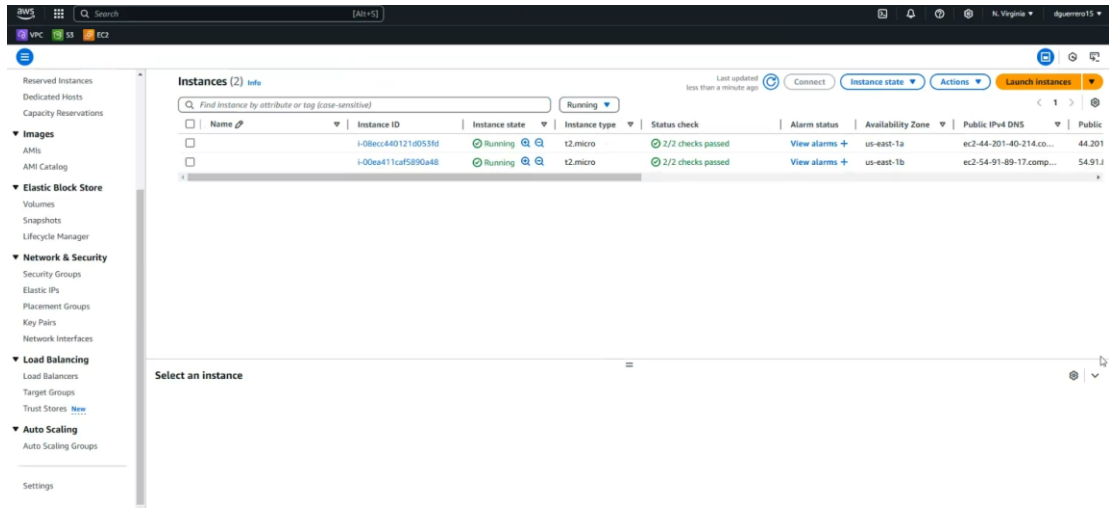 aws Search [Alt+S] N. Virginia dguerrero15
VPC S3 EC2
Reserved Instances
Dedicated Hosts
Capacity Reservations
Images
AMIs
AMI Catalog
Elastic Block Store
Volumes
Snapshots
Lifecycle Manager
Network & Security
Security Groups
Elastic IPs
Placement Groups
Key Pairs
Network Interfaces
Load Balancing
Load Balancers
Target Groups
Trust Stores New
Auto Scaling
Auto Scaling Groups
Settings
Instances (2) Info
Last updated
less than a minute ago
Connect Instance state Actions Launch instances
Find Instance by attribute or tag (case-sensitive) Running 1
Name Instance ID Instance state Instance type Status check Alarm status Availability Zone Public IPv4 DNS Public
i-08ecc440121d053fd Running t2.micro 2/2 checks passed View alarms + us-east-1a ec2-44-201-40-214.co... 44.201
i-00ea411caf5890a48 Running t2.micro 2/2 checks passed View alarms + us-east-1b ec2-54-91-89-17.comp... 54.91.
Select an instance